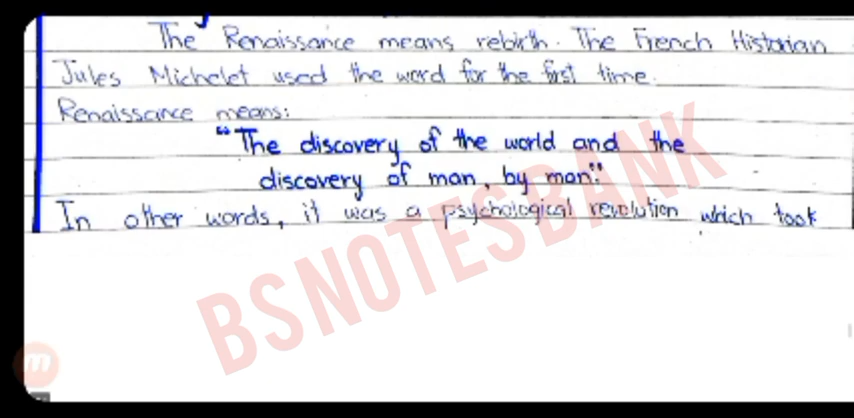 The Renaissance means rebirth. The French Historian
Jules Michelet used the word for the first time.
Renaissance means:
"The discovery of the world and the
discovery of man, by man."
In other words, it was a psychological revolution which took
BSNOTESBANK